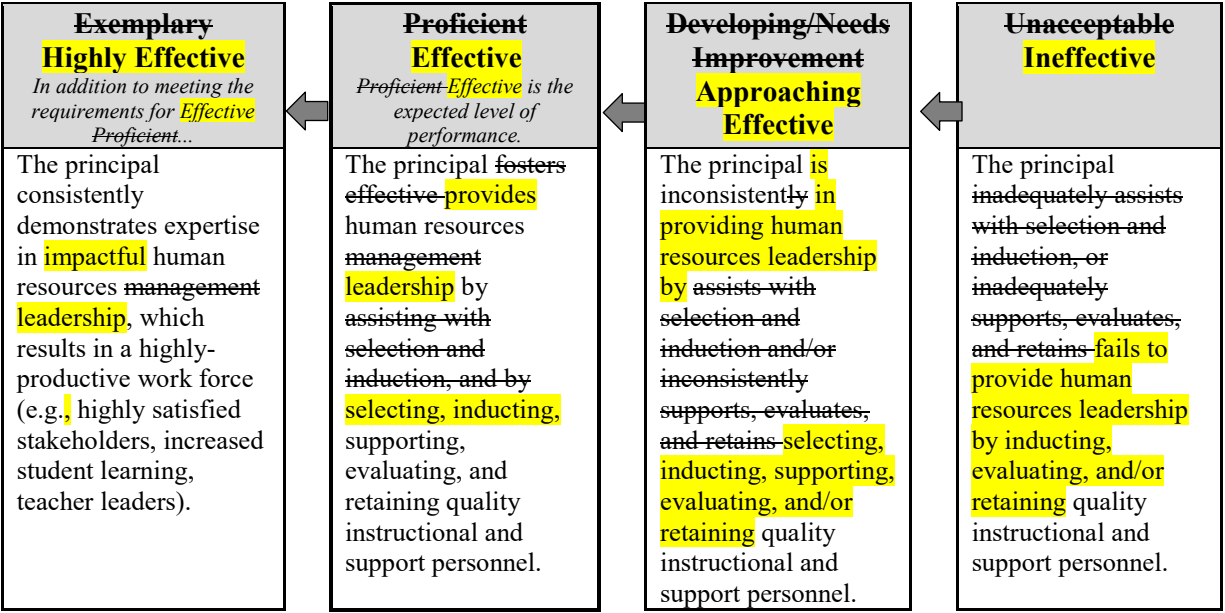 Exemplary
Highly Effective
In addition to meeting the
requirements for Effective
Proficient...
The principal
consistently
demonstrates expertise
in impactful human
resources management
leadership, which
results in a highly-
productive work force
(e.g., highly satisfied
stakeholders, increased
student learning,
teacher leaders).
Proficient
Effective
Proficient Effective is the
expected level of
performance.
The principal fosters
effective provides
human resources
management
leadership by
assisting with
selection and
induction, and by
selecting, inducting,
supporting,
evaluating, and
retaining quality
instructional and
support personnel.
Developing/Needs
Improvement
Approaching
Effective
The principal is
inconsistently in
providing human
resources leadership
by assists with
selection and
induction and/or
inconsistently
supports, evaluates,
and retains selecting,
inducting, supporting,
evaluating, and/or
retaining quality
instructional and
support personnel.
Unacceptable
Ineffective
The principal
inadequately assists
with selection and
induction, or
inadequately
supports, evaluates,
and retains fails to
provide human
resources leadership
by inducting,
evaluating, and/or
retaining quality
instructional and
support personnel.